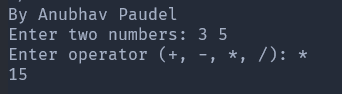 By Anubhav Paudel
Enter two numbers: 3 5
Enter operator (+, -, *, /): *
15